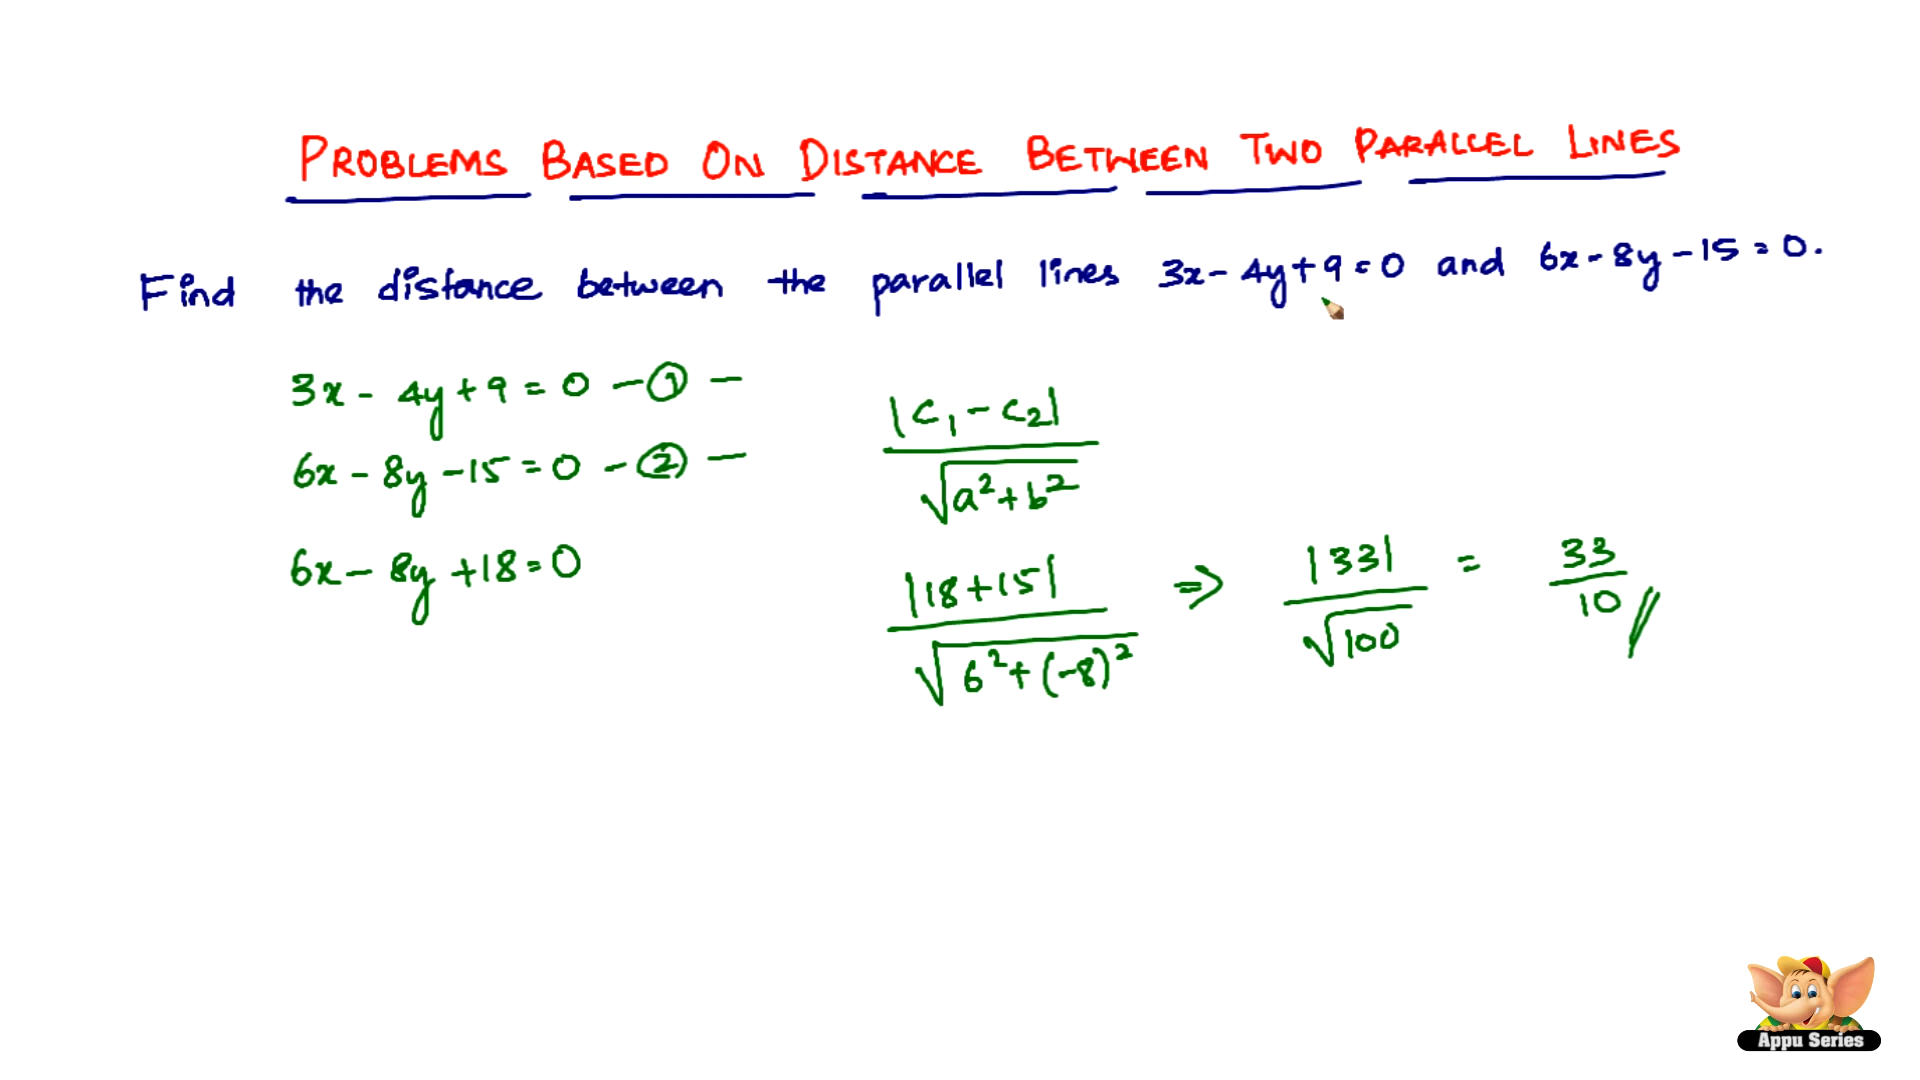 PROBLEMS BASED ON DISTANCE BETWEEN TWO PARALLEL LINES
Find the distance between the parallel lines 3x - 4y + 9 = 0 and 6x - 8y - 15 = 0.
3x - 4y + 9 = 0 - ① -
6x - 8y - 15 = 0 - ② -
6x - 8y + 18 = 0
|c₁ - c₂| / √(a² + b²)
|18 + 15| / √(6² + (-8)²) ⇒ |33| / √100 = 33 / 10 //
Appu Series